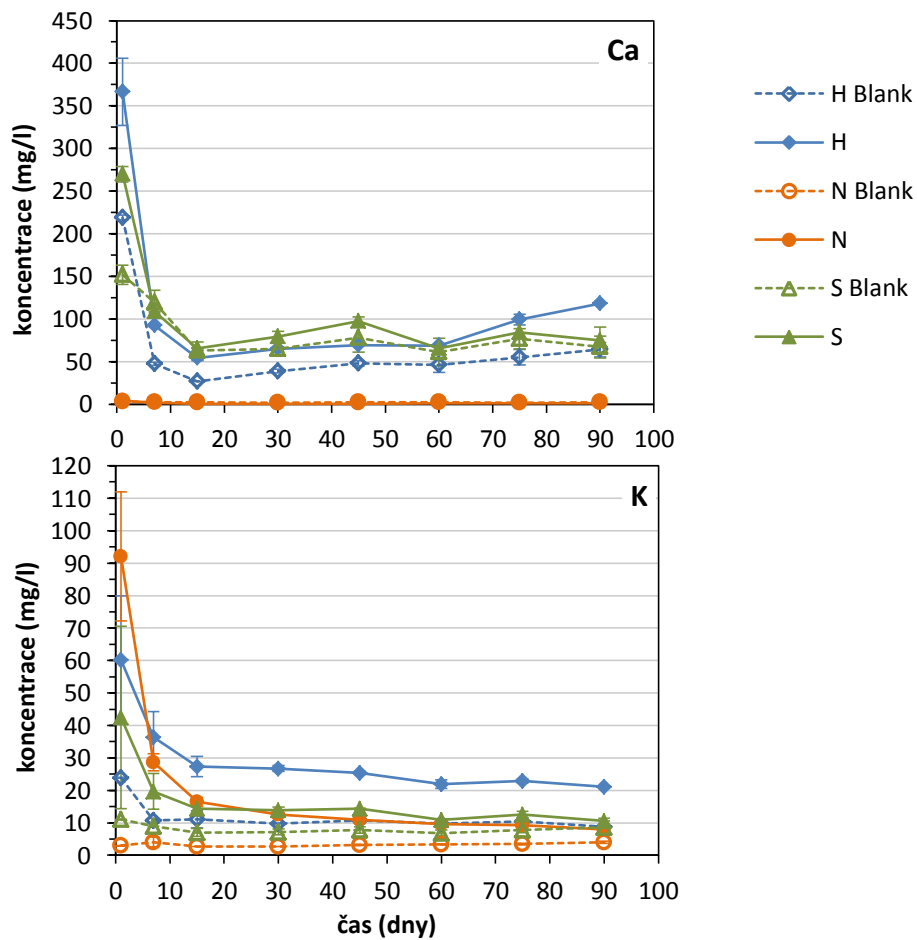 Ca
koncentrace (mg/l)
450
400
350
300
250
200
150
100
50
0
0 10 20 30 40 50 60 70 80 90 100
H Blank
H
N Blank
N
S Blank
S
K
koncentrace (mg/l)
120
110
100
90
80
70
60
50
40
30
20
10
0
0 10 20 30 40 50 60 70 80 90 100
čas (dny)